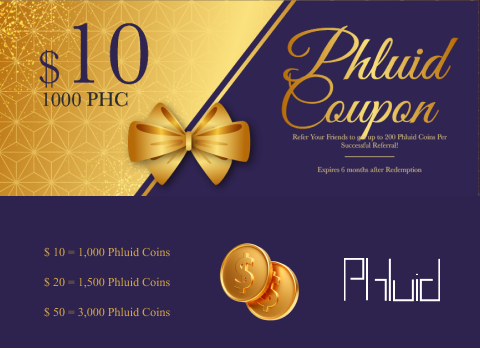 $10
1000 PHC
Phluid
Coupon
Refer Your Friends to get up to 200 Phluid Coins Per
Successful Referral!
Expires 6 months after Redemption
$ 10 = 1,000 Phluid Coins
$ 20 = 1,500 Phluid Coins
$ 50 = 3,000 Phluid Coins
$
$
Phluid